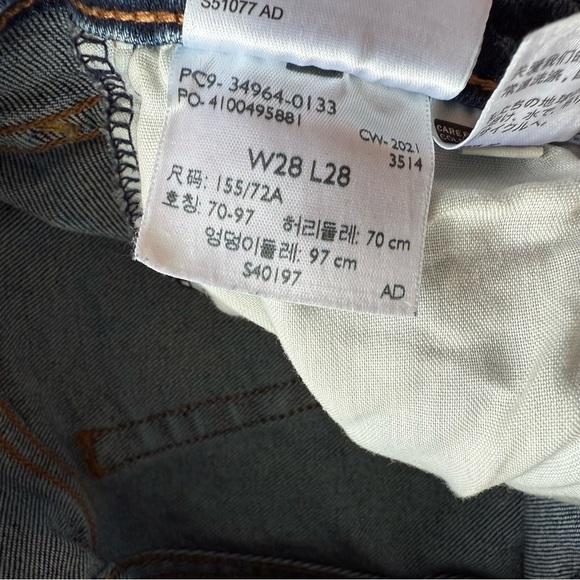 S51077 AD
PC9- 34964-0133
PO- 4100495881
CW- 2021
3514
W28 L28
尺码: 155/72A
호칭: 70-97 허리둘레: 70 cm
엉덩이둘레: 97 cm
S40197
AD
CARE